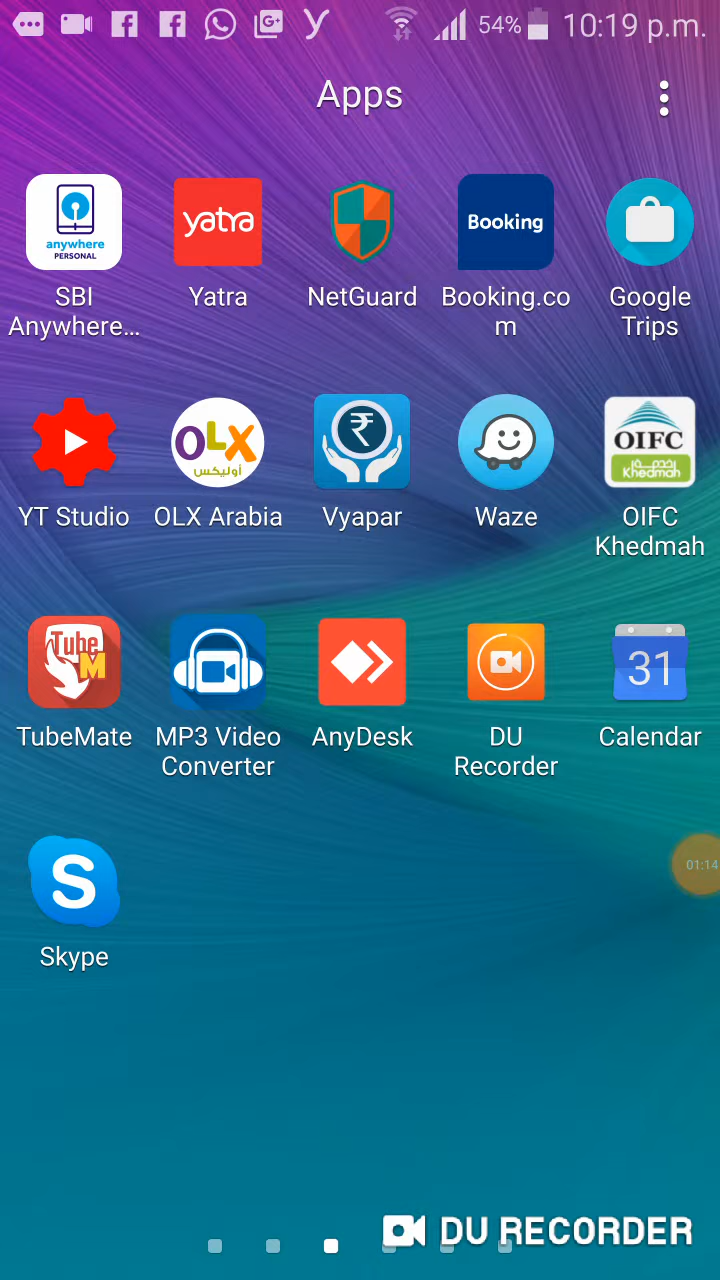 54% 10:19 p.m.
Apps
anywhere
PERSONAL
yatra
Booking
SBI
Anywhere...
Yatra
NetGuard
Booking.co
m
Google
Trips
OLX
أوليكس
₹
OIFC
خدمة
Khedmah
YT Studio
OLX Arabia
Vyapar
Waze
OIFC
Khedmah
Tube
M
31
TubeMate
MP3 Video
Converter
AnyDesk
DU
Recorder
Calendar
01:14
S
Skype
DU RECORDER